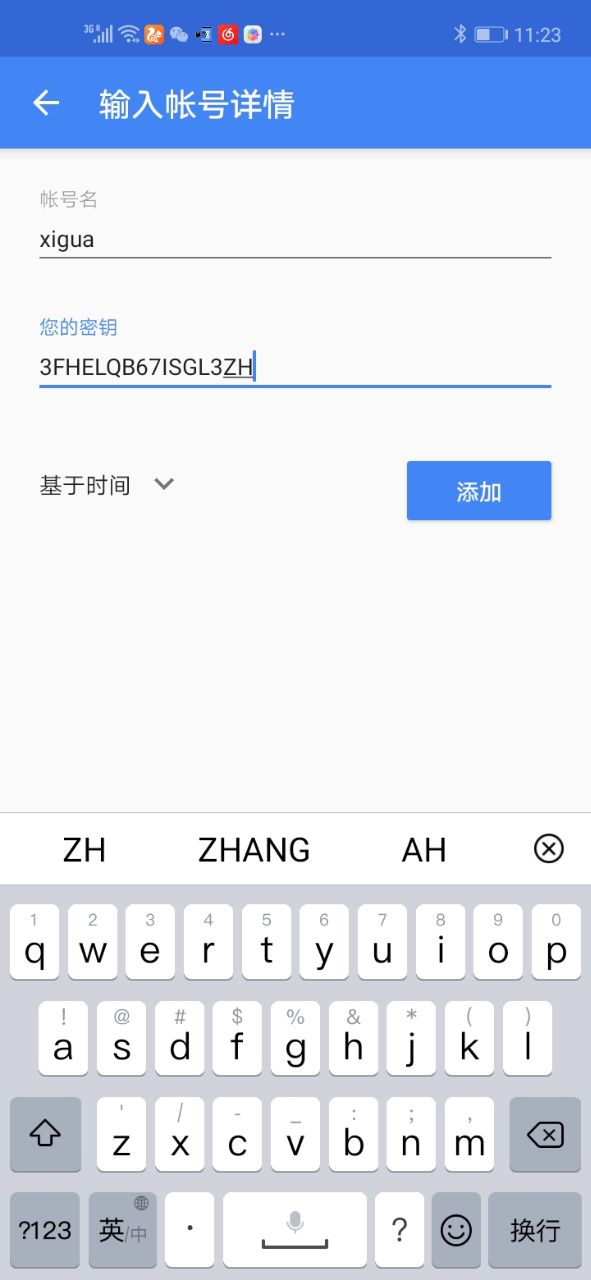 3G R 11:23
输入帐号详情
帐号名
xigua
您的密钥
3FHELQB67ISGL3ZH
基于时间
添加
ZH ZHANG AH
1 2 3 4 5 6 7 8 9 0
q w e r t y u i o p
! @ # $ % & * ( )
a s d f g h j k l
' / - _ : ; ,
z x c v b n m
?123 英/中 · ? 换行